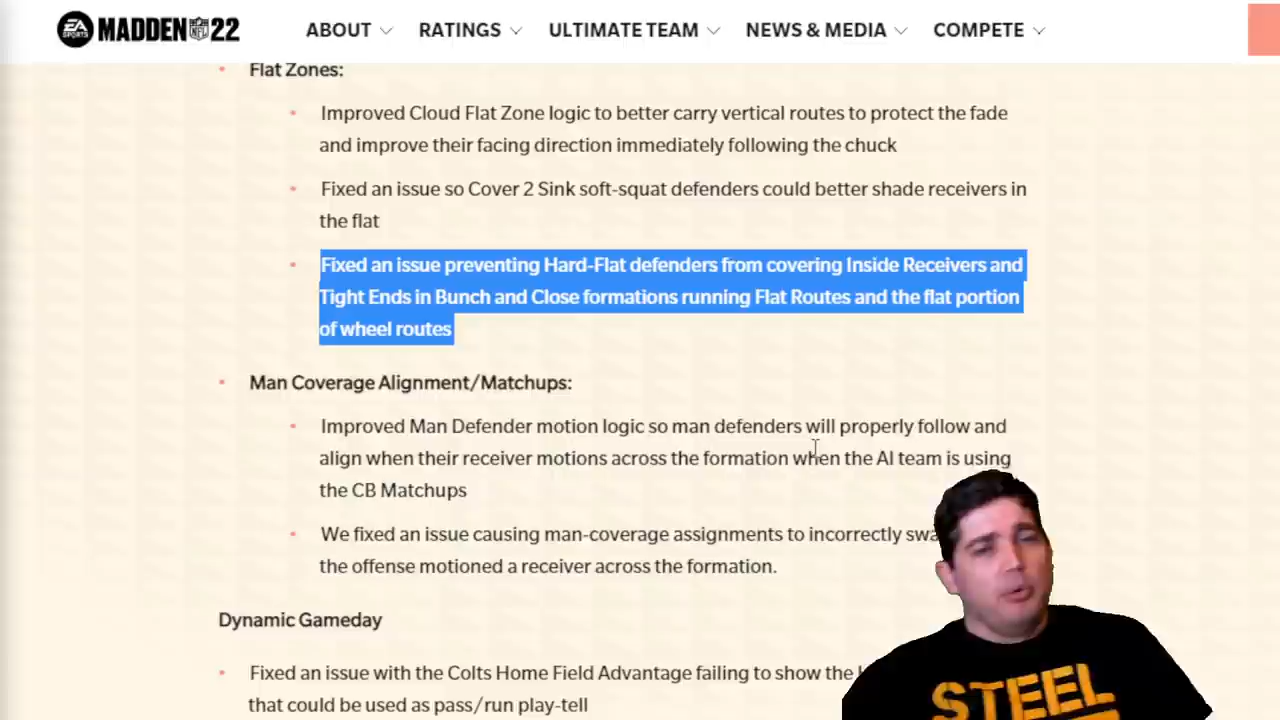 EA SPORTS MADDEN NFL 22 ABOUT RATINGS ULTIMATE TEAM NEWS & MEDIA COMPETE
Flat Zones:
Improved Cloud Flat Zone logic to better carry vertical routes to protect the fade
and improve their facing direction immediately following the chuck
Fixed an issue so Cover 2 Sink soft-squat defenders could better shade receivers in
the flat
Fixed an issue preventing Hard-Flat defenders from covering Inside Receivers and
Tight Ends in Bunch and Close formations running Flat Routes and the flat portion
of wheel routes
Man Coverage Alignment/Matchups:
Improved Man Defender motion logic so man defenders will properly follow and
align when their receiver motions across the formation when the AI team is using
the CB Matchups
We fixed an issue causing man-coverage assignments to incorrectly
the offense motioned a receiver across the formation.
Dynamic Gameday
Fixed an issue with the Colts Home Field Advantage failing to show the
that could be used as pass/run play-tell
STEEL